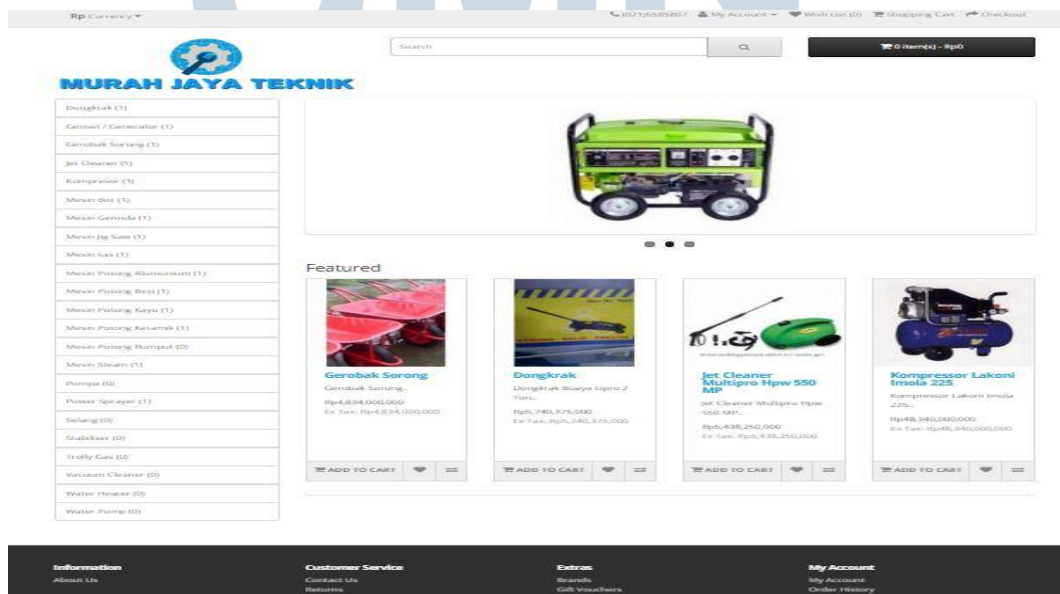 Rp Currency
(021)5585807 My Account Wish List (0) Shopping Cart Checkout
MURAH JAYA TEKNIK
Search
0 item(s) - Rp0
Dongkrak (1)
Genset / Generator (1)
Gerobak Sorong (1)
Jet Cleaner (1)
Kompresor (1)
Mesin Bor (1)
Mesin Gerinda (1)
Mesin Jig Saw (1)
Mesin Las (1)
Mesin Potong Alumunium (1)
Mesin Potong Besi (1)
Mesin Potong Kayu (1)
Mesin Potong Keramik (1)
Mesin Potong Rumput (0)
Mesin Steam (1)
Pompa (0)
Power Sprayer (1)
Selang (0)
Stabilizer (0)
Trolly Gas (0)
Vacuum Cleaner (0)
Water Heater (0)
Water Pump (0)
Featured
Gerobak Sorong
Gerobak Sorong..
Rp4,834,000,000
Ex Tax: Rp4,834,000,000
ADD TO CART
Dongkrak
Dongkrak Buaya Lipro 2
Ton..
Rp6,740,375,000
Ex Tax: Rp6,740,375,000
ADD TO CART
Jet Cleaner
Multipro Hpw 550
MP
Jet Cleaner Multipro Hpw
550 MP..
Rp5,438,250,000
Ex Tax: Rp5,438,250,000
ADD TO CART
Kompressor Lakoni
Imola 225
Kompressor Lakoni Imola
225..
Rp48,340,000,000
Ex Tax: Rp48,340,000,000
ADD TO CART
Information
About Us
Customer Service
Contact Us
Returns
Extras
Brands
Gift Vouchers
My Account
My Account
Order History